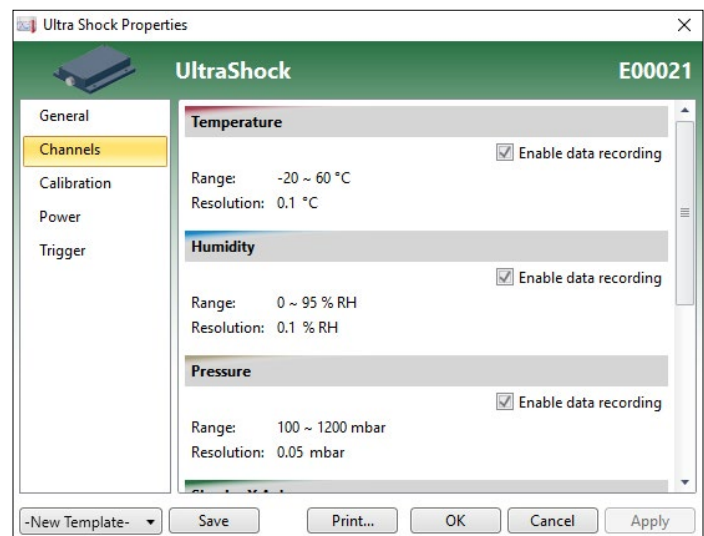 Ultra Shock Properties
UltraShock E00021
General
Channels
Calibration
Power
Trigger
Temperature
Enable data recording
Range: -20 ~ 60 °C
Resolution: 0.1 °C
Humidity
Enable data recording
Range: 0 ~ 95 % RH
Resolution: 0.1 % RH
Pressure
Enable data recording
Range: 100 ~ 1200 mbar
Resolution: 0.05 mbar
-New Template- Save Print... OK Cancel Apply